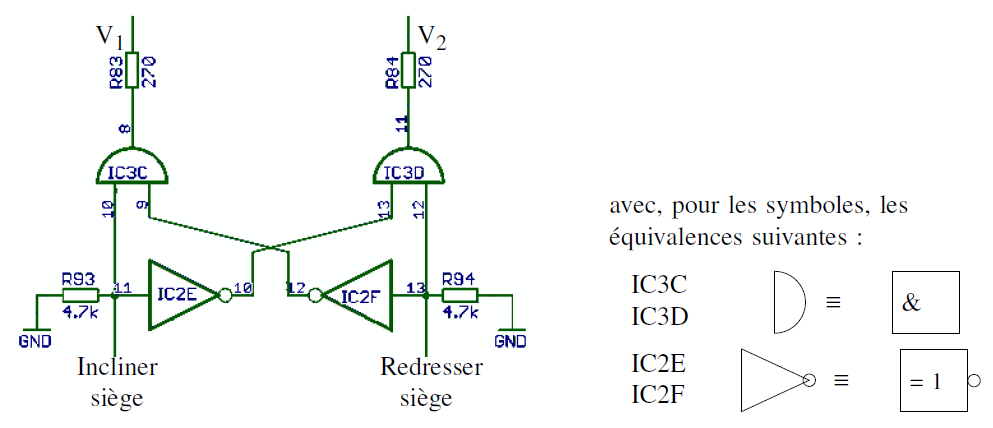 V1
V2
R83
270
R84
270
8
11
IC3C
IC3D
10
9
13
12
R93
11
IC2E
10
12
IC2F
13
R94
4.7k
4.7k
GND
GND
Incliner
siège
Redresser
siège
avec, pour les symboles, les
équivalences suivantes :
IC3C
IC3D
≡
&
IC2E
IC2F
≡
= 1